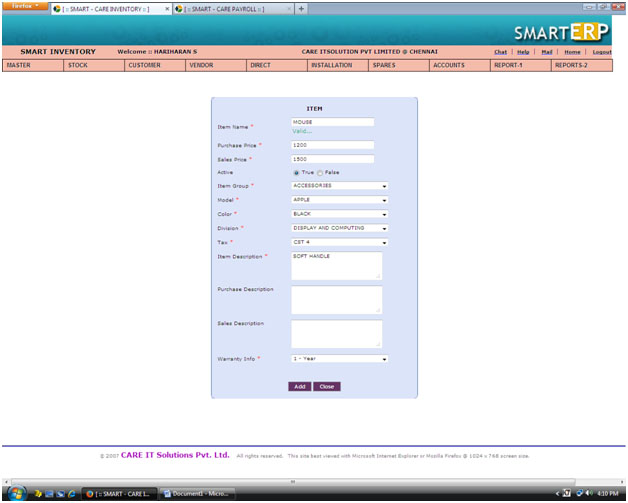 Firefox
[ :: SMART - CARE INVENTORY :: ] × [ :: SMART - CARE PAYROLL :: ] × +
SMARTERP
SMART INVENTORY Welcome :: HARIHARAN S CARE ITSOLUTION PVT LIMITED @ CHENNAI Chat | Help | Mail | Home | Logout
MASTER STOCK CUSTOMER VENDOR DIRECT INSTALLATION SPARES ACCOUNTS REPORT-1 REPORTS-2
ITEM
Item Name * MOUSE
Valid...
Purchase Price * 1200
Sales Price * 1500
Active True False
Item Group * ACCESSORIES
Model * APPLE
Color * BLACK
Division * DISPLAY AND COMPUTING
Tax * CST 4
Item Description * SOFT HANDLE
Purchase Description
Sales Description
Warranty Info * 1 - Year
Add Close
© 2007 CARE IT Solutions Pvt. Ltd. All rights reserved. This site best viewed with Microsoft Internet Explorer or Mozilla Firefox @ 1024 x 768 screen size.
[ :: SMART - CARE I... Document1 - Micro... 4:10 PM